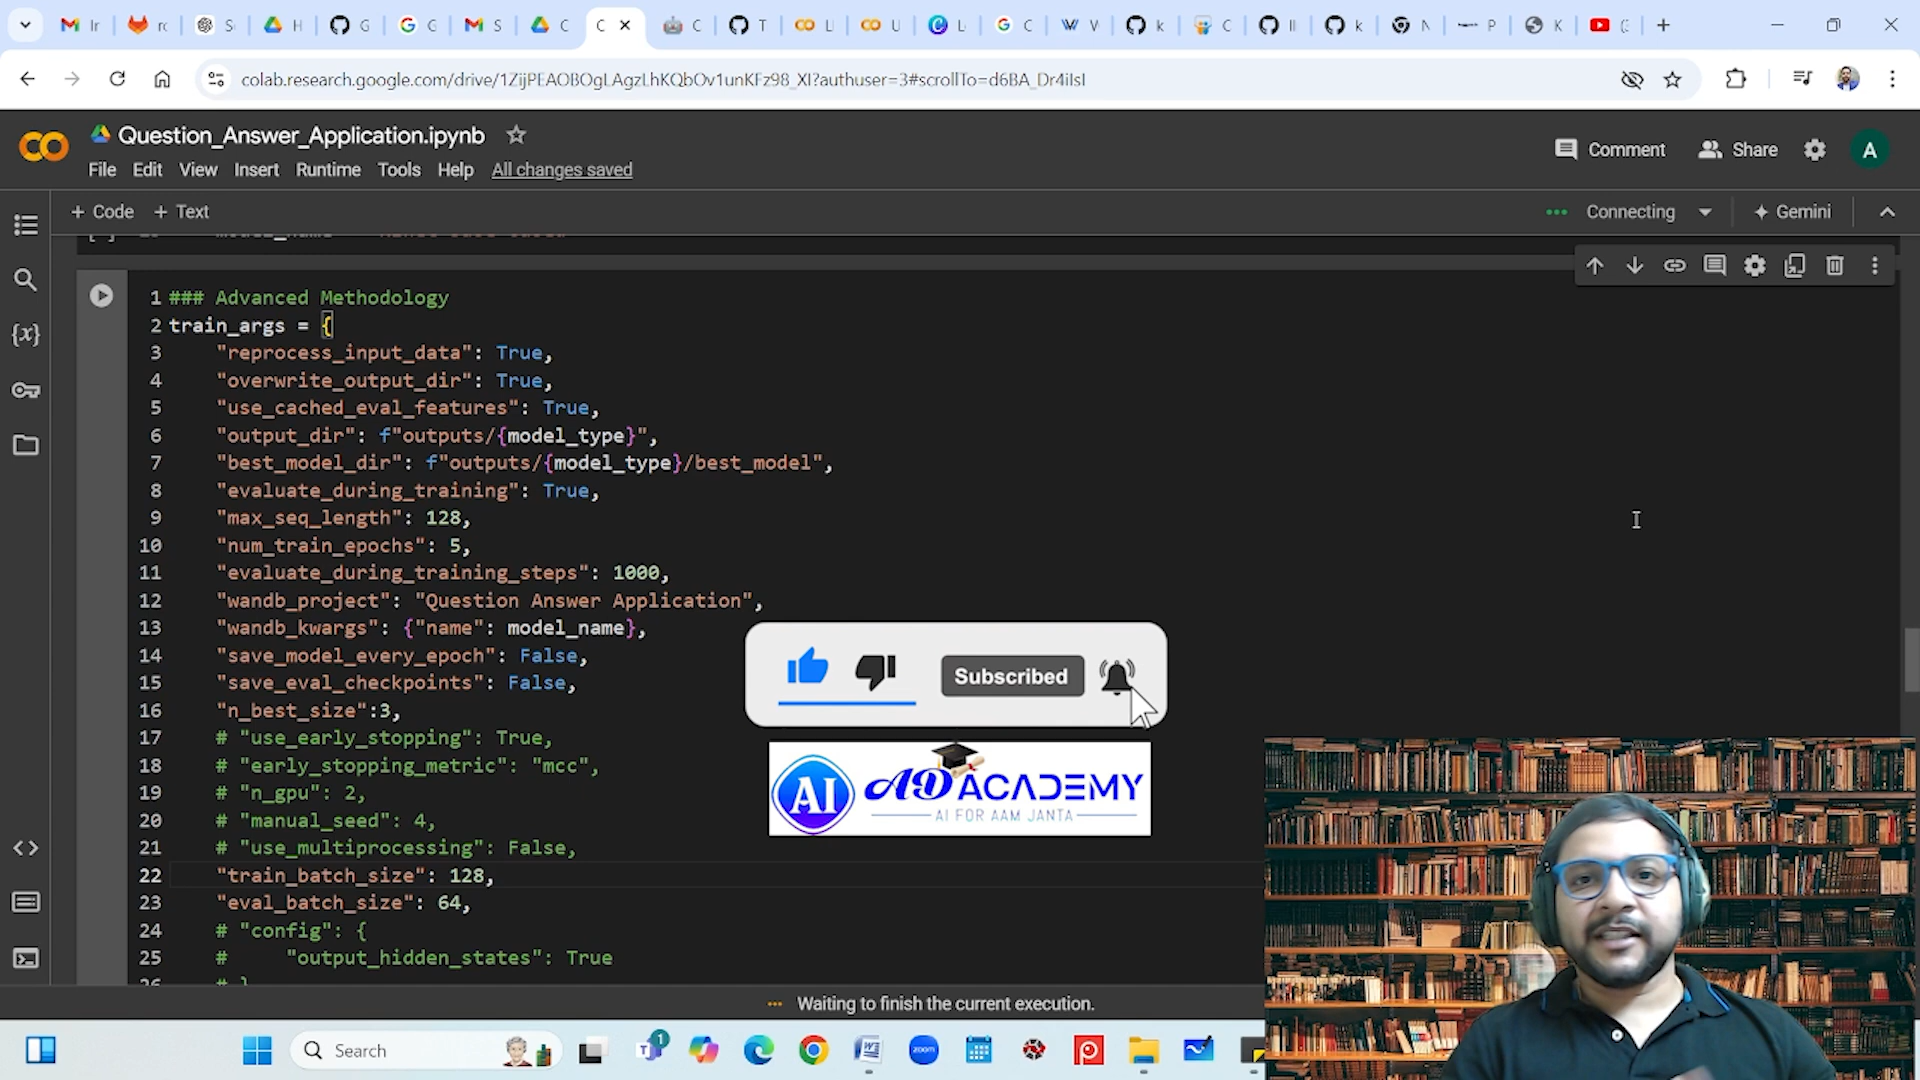 colab.research.google.com/drive/1ZijPEAOBOgLAgzLhKQbOv1unKFz98_XI?authuser=3#scrollTo=d6BA_Dr4iIsI
Question_Answer_Application.ipynb
File Edit View Insert Runtime Tools Help All changes saved
Comment
Share
A
+ Code + Text
Connecting
Gemini
1 ### Advanced Methodology
2 train_args = {
3 "reprocess_input_data": True,
4 "overwrite_output_dir": True,
5 "use_cached_eval_features": True,
6 "output_dir": f"outputs/{model_type}",
7 "best_model_dir": f"outputs/{model_type}/best_model",
8 "evaluate_during_training": True,
9 "max_seq_length": 128,
10 "num_train_epochs": 5,
11 "evaluate_during_training_steps": 1000,
12 "wandb_project": "Question Answer Application",
13 "wandb_kwargs": {"name": model_name},
14 "save_model_every_epoch": False,
15 "save_eval_checkpoints": False,
16 "n_best_size":3,
17 # "use_early_stopping": True,
18 # "early_stopping_metric": "mcc",
19 # "n_gpu": 2,
20 # "manual_seed": 4,
21 # "use_multiprocessing": False,
22 "train_batch_size": 128,
23 "eval_batch_size": 64,
24 # "config": {
25 # "output_hidden_states": True
Subscribed
AI AD ACADEMY
AI FOR AAM JANTA
Waiting to finish the current execution.
Search
1
zoom